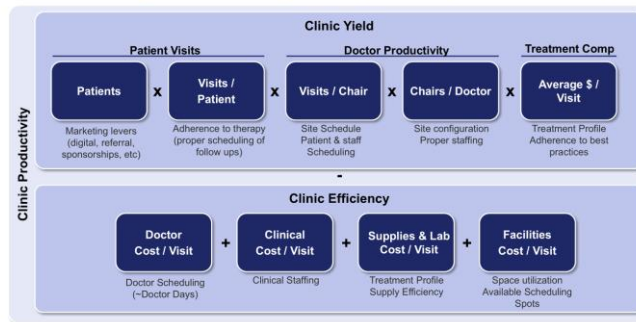 Clinic Productivity
Clinic Yield
Patient Visits
Doctor Productivity
Treatment Comp
Patients
x
Visits /
Patient
x
Visits / Chair
x
Chairs / Doctor
x
Average $ /
Visit
Marketing levers
(digital, referral,
sponsorships, etc)
Adherence to therapy
(proper scheduling of
follow ups)
Site Schedule
Patient & staff
Scheduling
Site configuration
Proper staffing
Treatment Profile
Adherence to best
practices
-
Clinic Efficiency
Doctor
Cost / Visit
+
Clinical
Cost / Visit
+
Supplies & Lab
Cost / Visit
+
Facilities
Cost / Visit
Doctor Scheduling
(~Doctor Days)
Clinical Staffing
Treatment Profile
Supply Efficiency
Space utilization
Available Scheduling
Spots